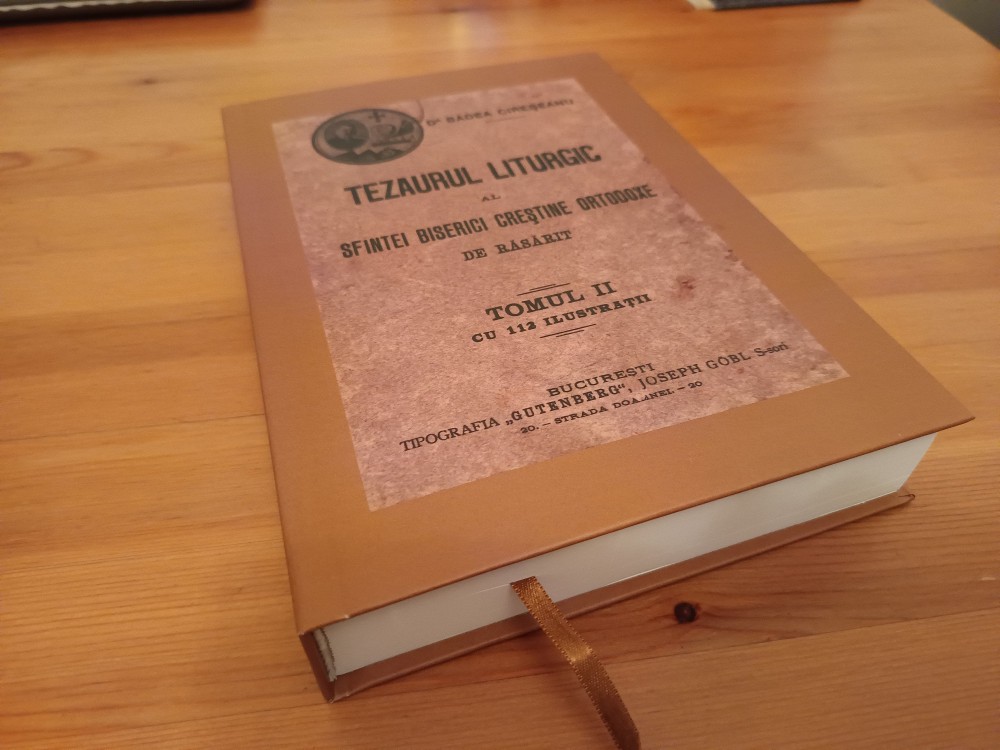 Dr BADEA CIREȘEANU
TEZAURUL LITURGIC
AL
SFINTEI BISERICI CREȘTINE ORTODOXE
DE RĂSĂRIT
TOMUL II
CU 112 ILUSTRAȚII
BUCUREȘTI
TIPOGRAFIA „GUTENBERG“, JOSEPH GÖBL S-sori
20. — STRADA DOAMNEI — 20